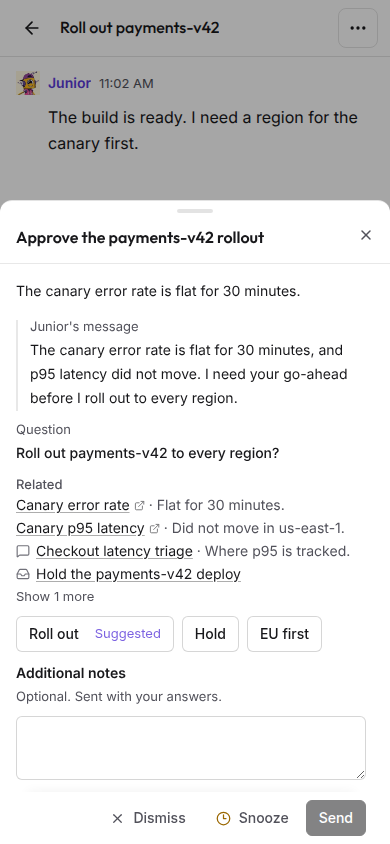 Roll out payments-v42
Junior 11:02 AM
The build is ready. I need a region for the
canary first.
Approve the payments-v42 rollout
The canary error rate is flat for 30 minutes.
Junior's message
The canary error rate is flat for 30 minutes, and
p95 latency did not move. I need your go-ahead
before I roll out to every region.
Question
Roll out payments-v42 to every region?
Related
Canary error rate · Flat for 30 minutes.
Canary p95 latency · Did not move in us-east-1.
Checkout latency triage · Where p95 is tracked.
Hold the payments-v42 deploy
Show 1 more
Roll out Suggested Hold EU first
Additional notes
Optional. Sent with your answers.
Dismiss Snooze Send